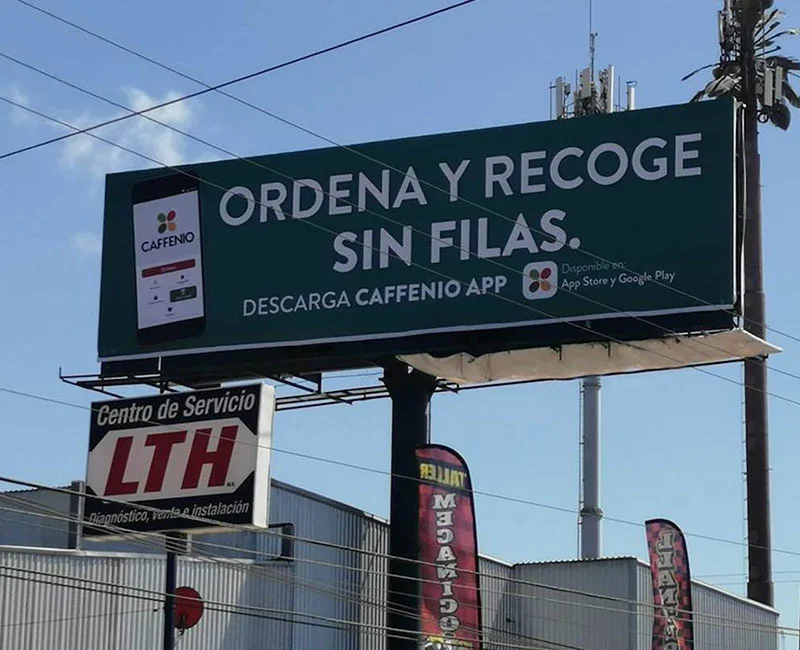 ORDENA Y RECOGE
SIN FILAS.
DESCARGA CAFFENIO APP
Disponible en:
App Store y Google Play
CAFFENIO
Centro de Servicio
LTH
Diagnóstico, venta e instalación
TALLER
MECANICO